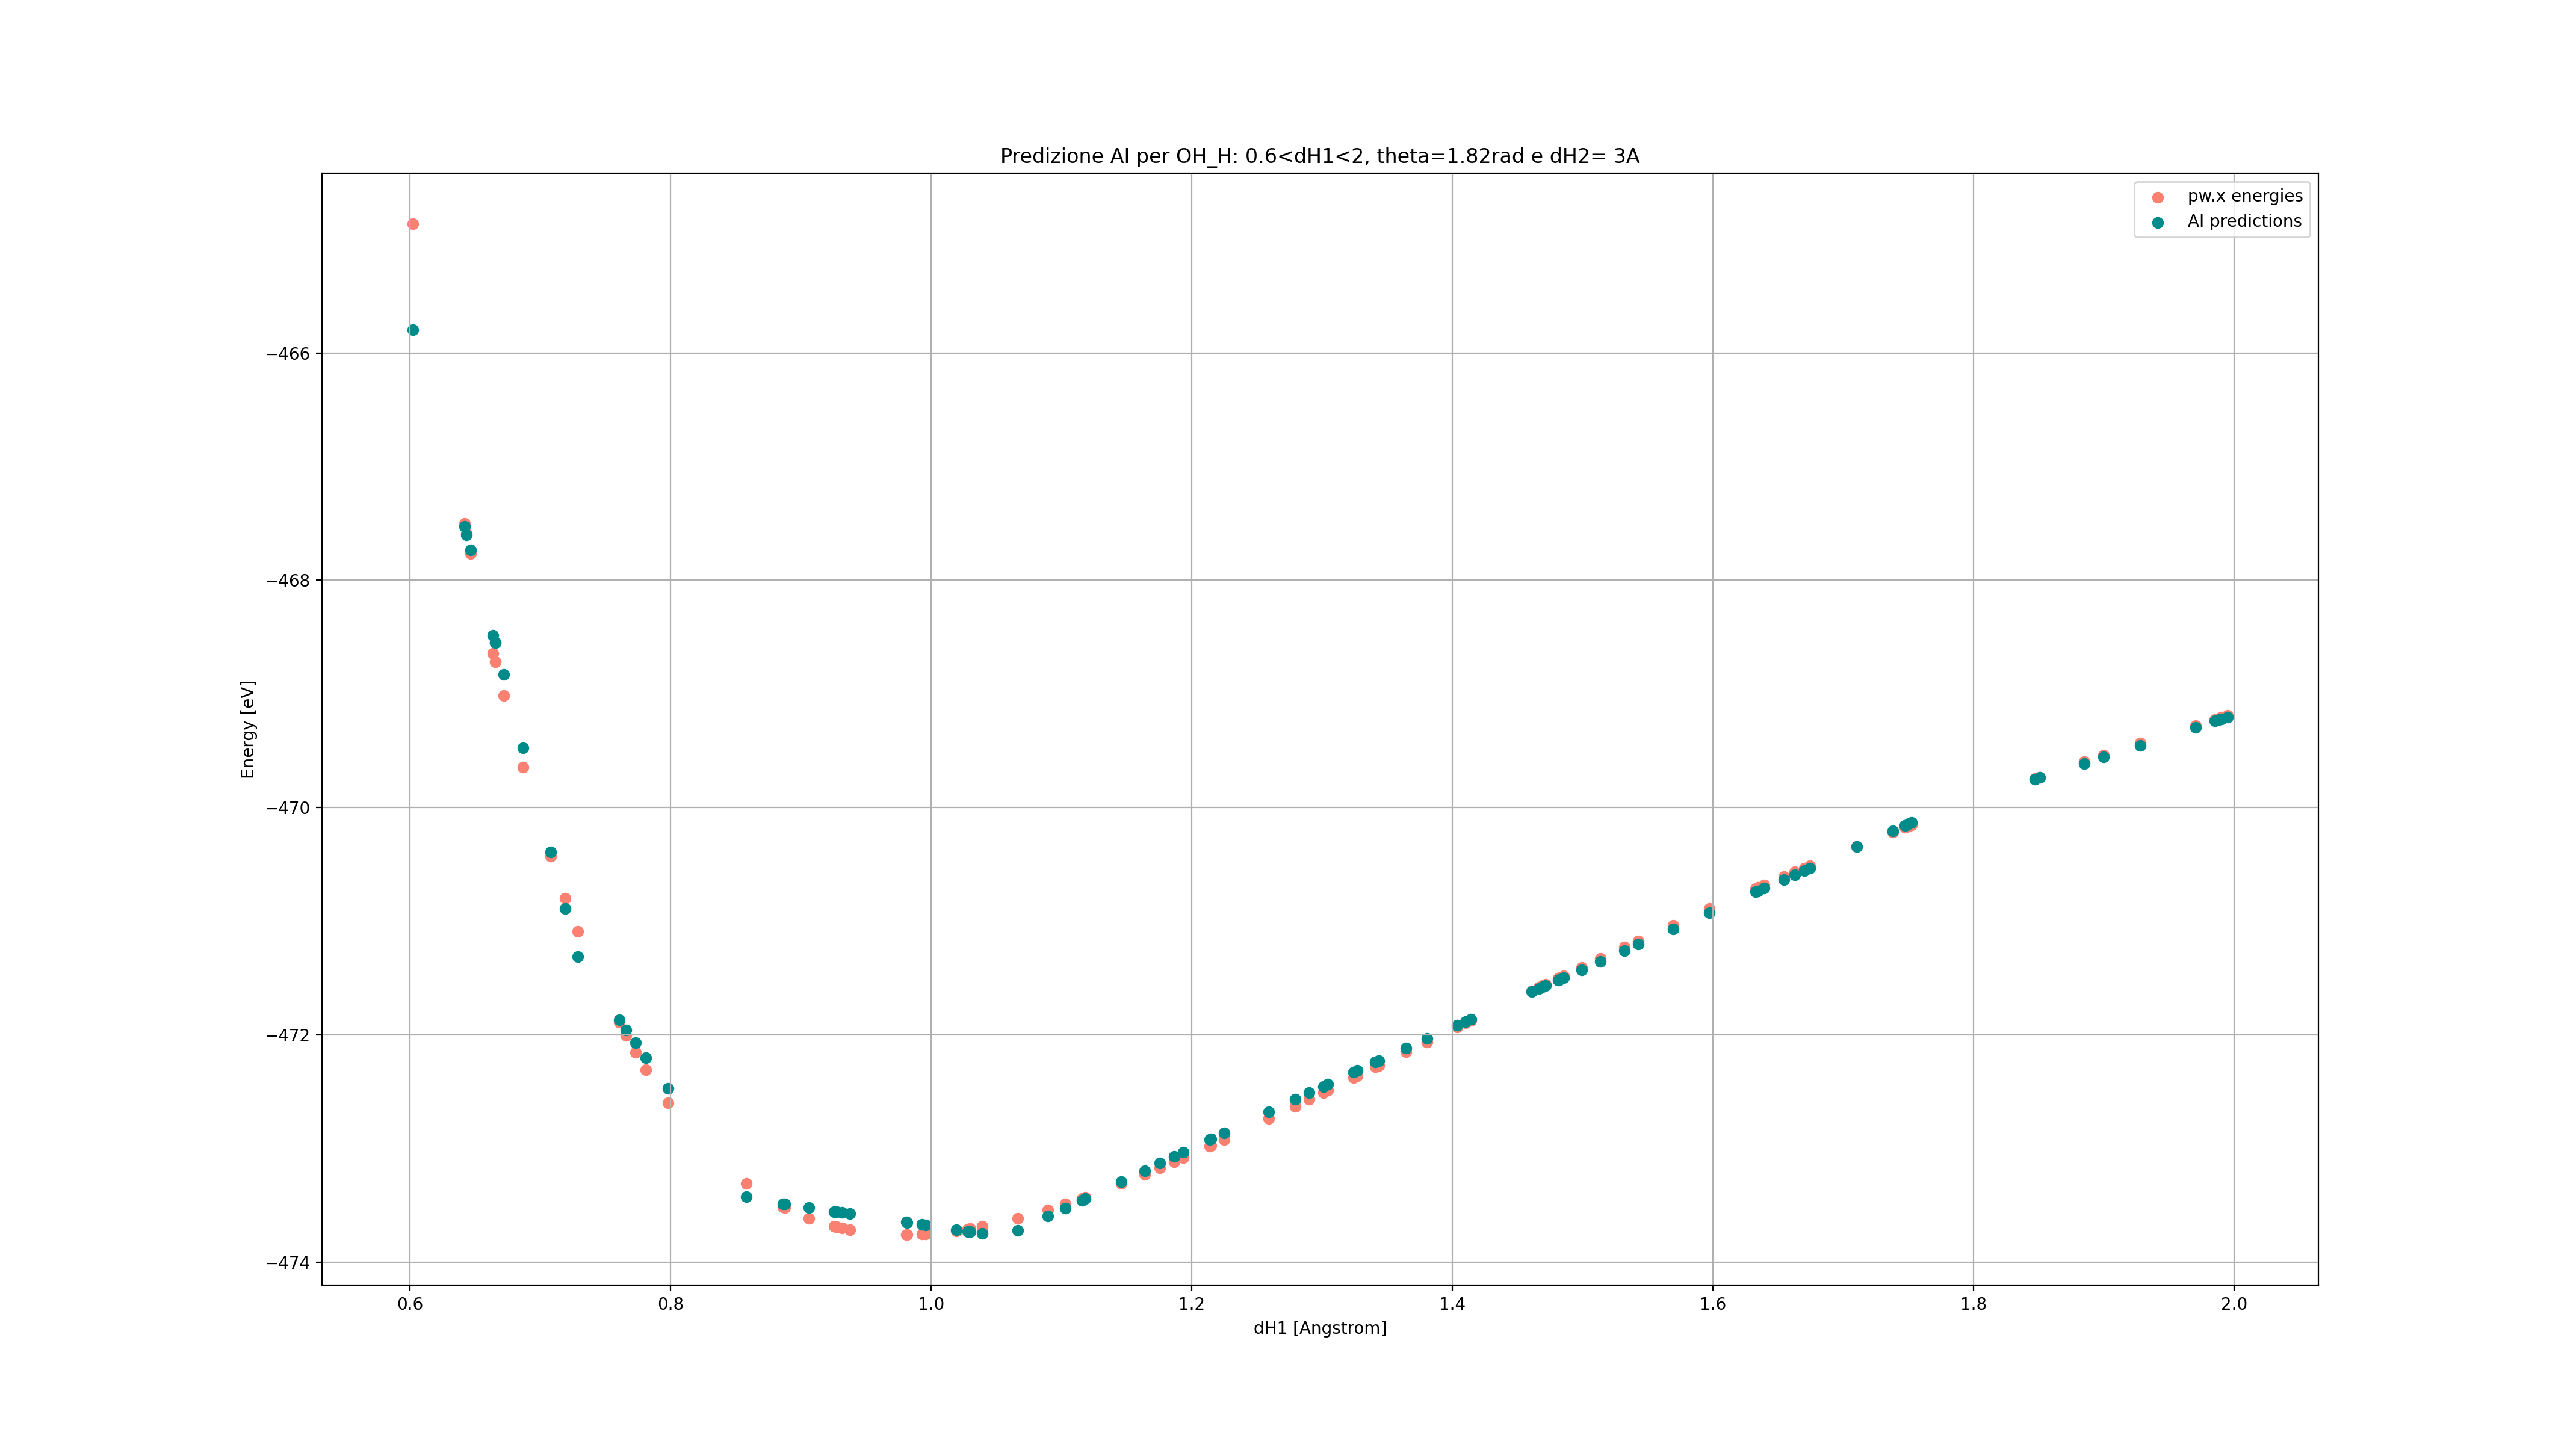 Predizione AI per OH_H: 0.6<dH1<2, theta=1.82rad e dH2= 3A
pw.x energies
AI predictions
−466
−468
−470
−472
−474
Energy [eV]
0.6 0.8 1.0 1.2 1.4 1.6 1.8 2.0
dH1 [Angstrom]